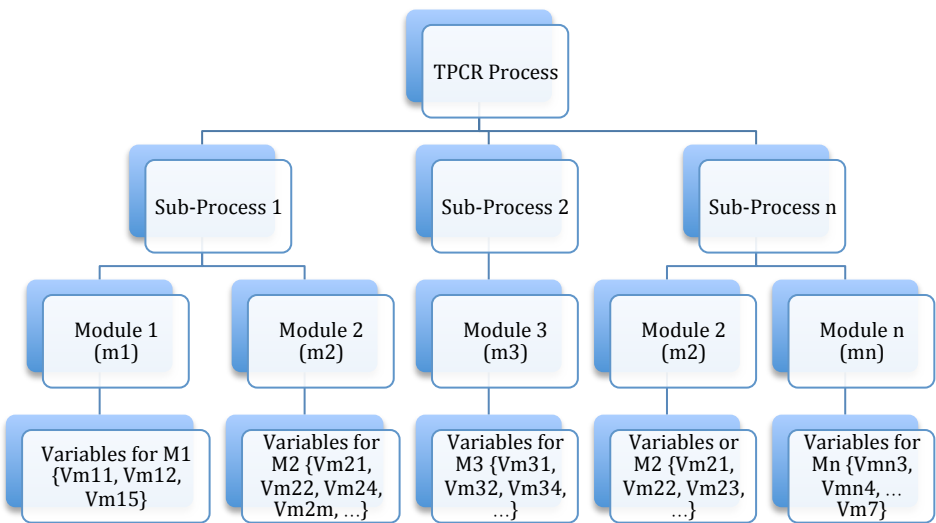 TPCR Process
Sub-Process 1
Sub-Process 2
Sub-Process n
Module 1
(m1)
Module 2
(m2)
Module 3
(m3)
Module 2
(m2)
Module n
(mn)
Variables for M1
{Vm11, Vm12,
Vm15}
Variables for
M2 {Vm21,
Vm22, Vm24,
Vm2m, ...}
Variables for
M3 {Vm31,
Vm32, Vm34,
...}
Variables or
M2 {Vm21,
Vm22, Vm23,
...}
Variables for
Mn {Vmn3,
Vmn4, ...
Vm7}